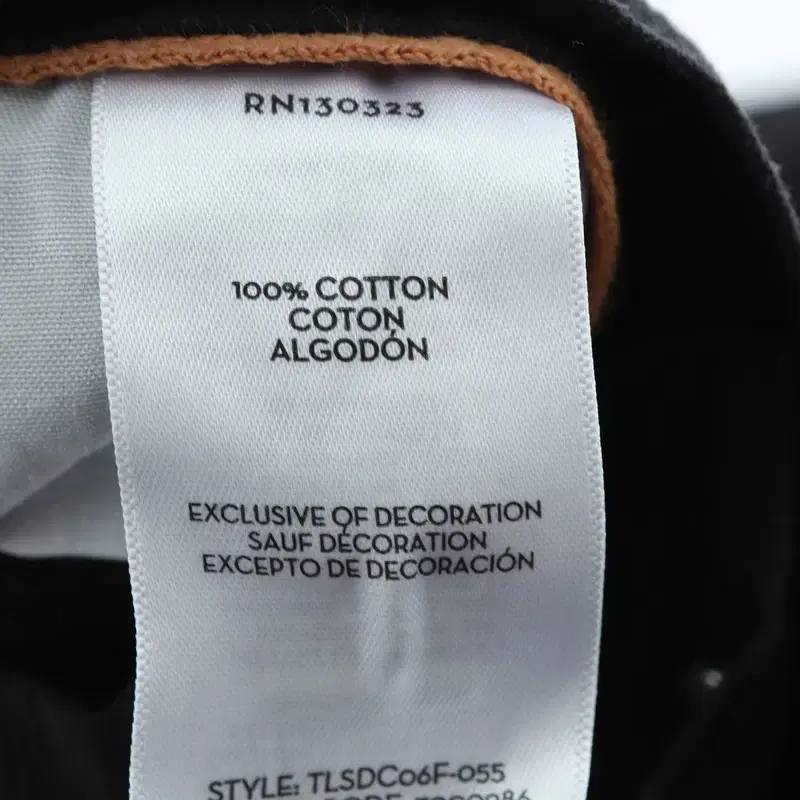 RN130323
100% COTTON
COTON
ALGODÓN
EXCLUSIVE OF DECORATION
SAUF DÉCORATION
EXCEPTO DE DECORACIÓN
STYLE: TLSDC06F-055